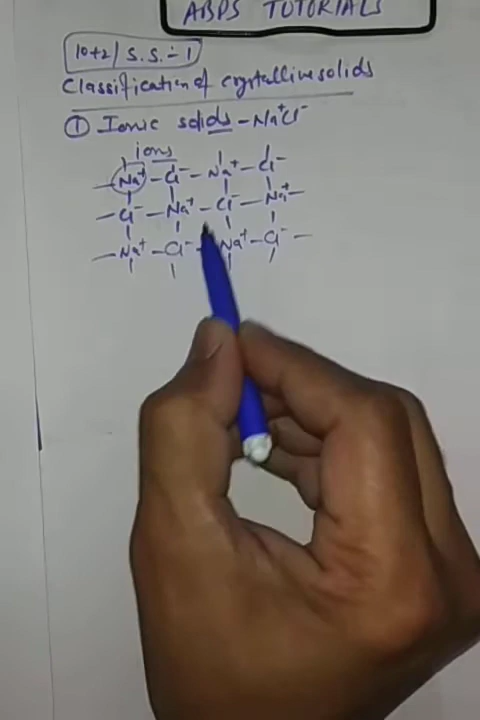 ABPS TUTORIALS
10+2/ S.S.-1
Classification of crystalline solids
① Ionic solids - Na⁺Cl⁻
ions
- Na⁺ - Cl⁻ - Na⁺ - Cl⁻
- Cl⁻ - Na⁺ - Cl⁻ - Na⁺ -
- Na⁺ - Cl⁻ - Na⁺ - Cl⁻ -